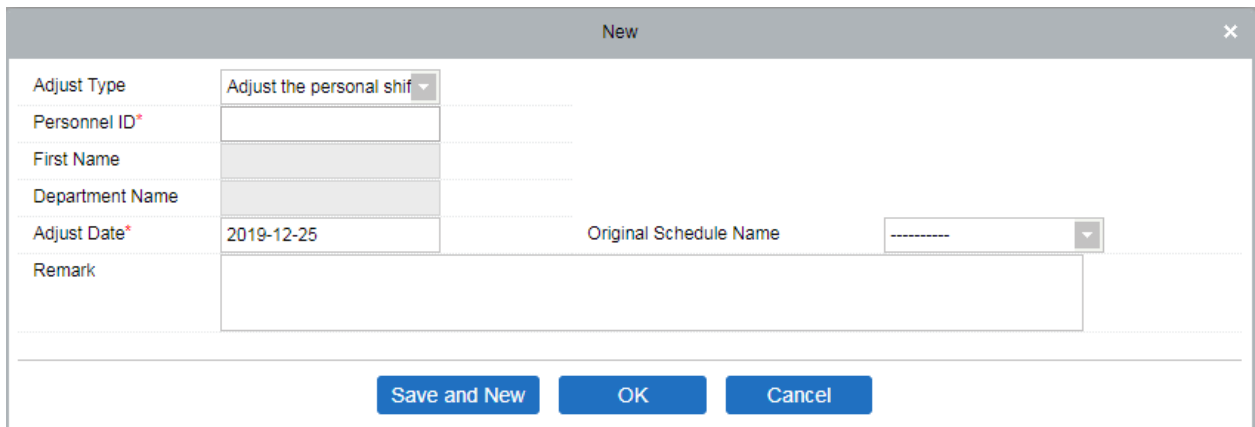 New
Adjust Type Adjust the personal shif
Personnel ID*
First Name
Department Name
Adjust Date* 2019-12-25 Original Schedule Name ----------
Remark
Save and New OK Cancel